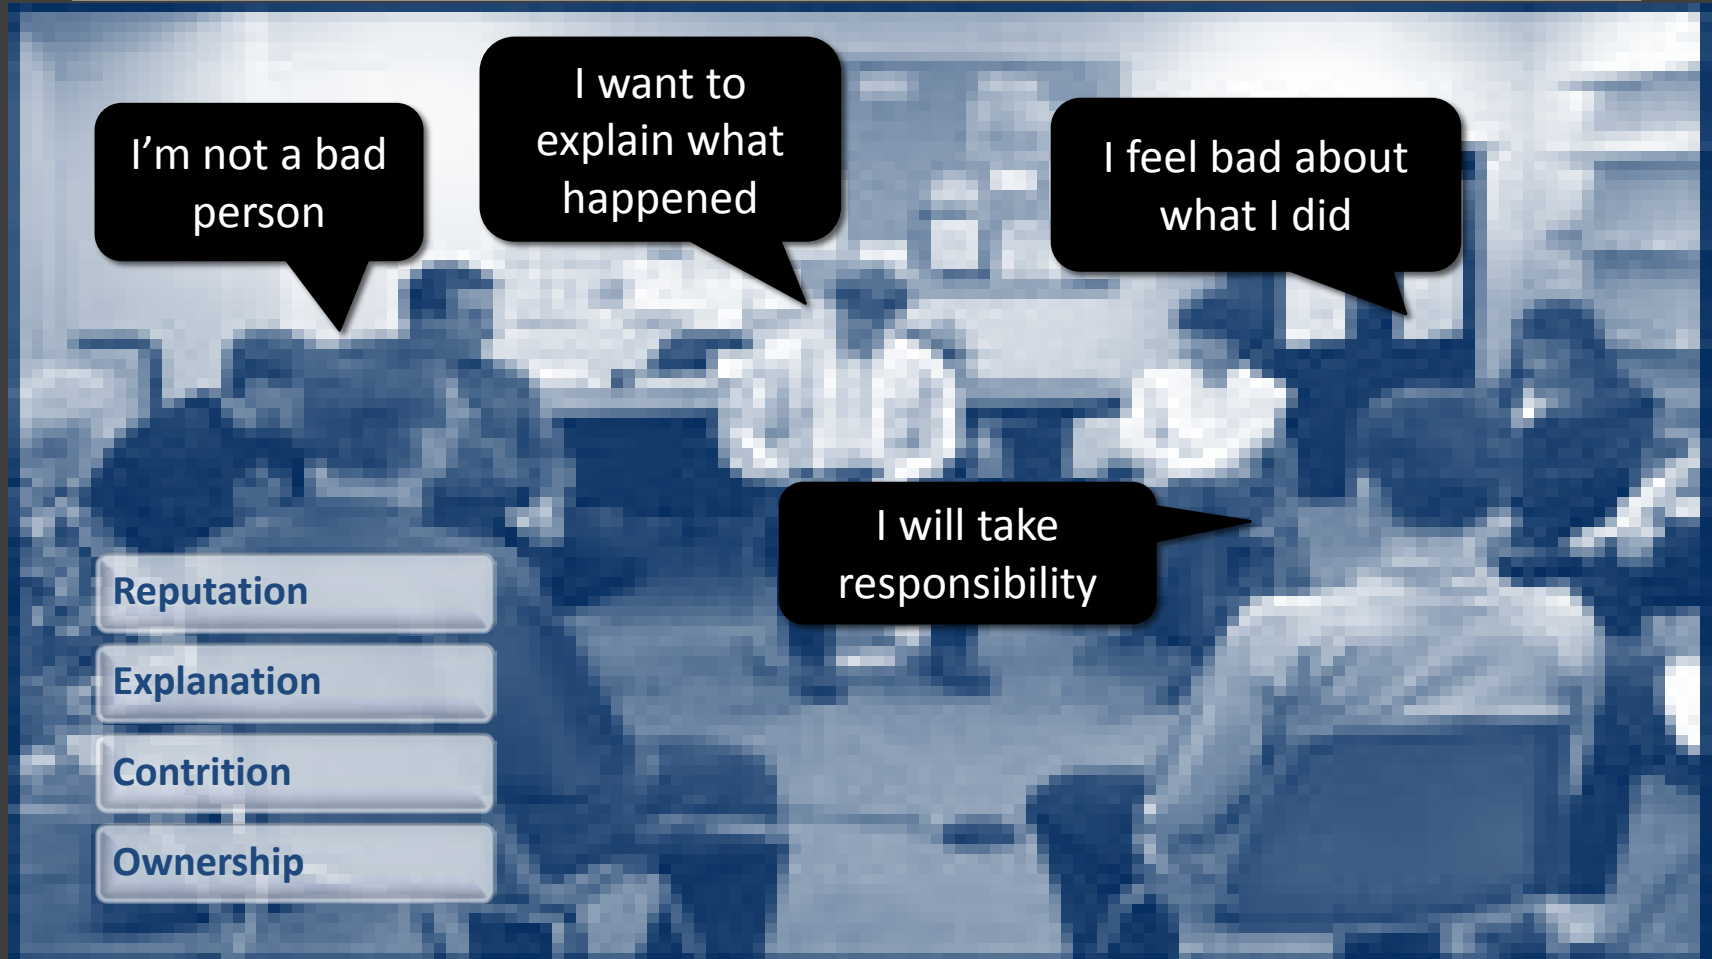 I’m not a bad
person
I want to
explain what
happened
I feel bad about
what I did
I will take
responsibility
Reputation
Explanation
Contrition
Ownership